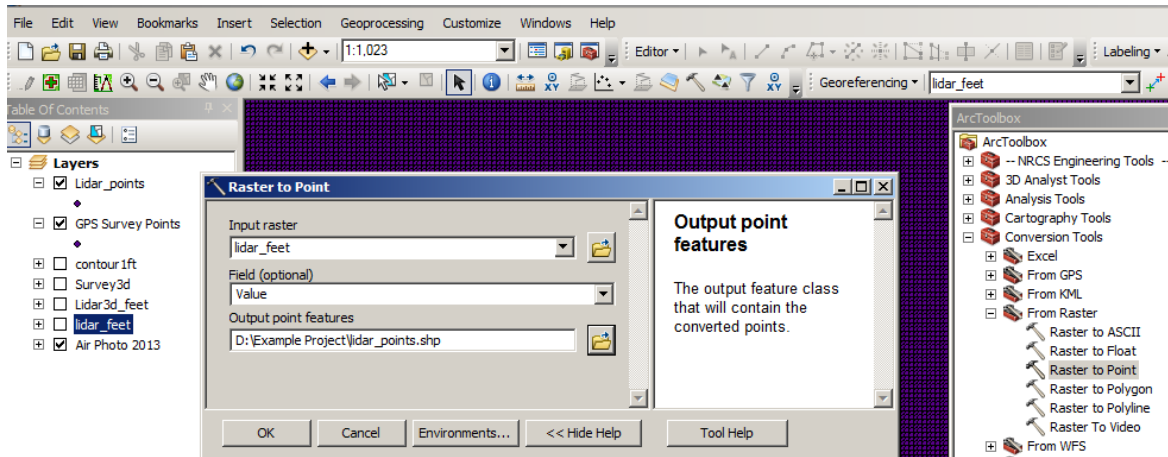 File Edit View Bookmarks Insert Selection Geoprocessing Customize Windows Help
1:1,023 Editor Labeling
Georeferencing lidar_feet
Table Of Contents
Layers
Lidar_points
GPS Survey Points
contour1ft
Survey3d
Lidar3d_feet
lidar_feet
Air Photo 2013
Raster to Point
Input raster
lidar_feet
Field (optional)
Value
Output point features
D:\Example Project\lidar_points.shp
OK Cancel Environments... << Hide Help Tool Help
Output point
features
The output feature class
that will contain the
converted points.
ArcToolbox
ArcToolbox
-- NRCS Engineering Tools -
3D Analyst Tools
Analysis Tools
Cartography Tools
Conversion Tools
Excel
From GPS
From KML
From Raster
Raster to ASCII
Raster to Float
Raster to Point
Raster to Polygon
Raster to Polyline
Raster To Video
From WFS